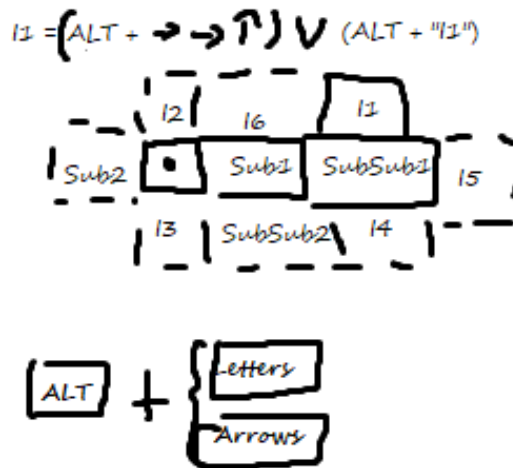 I1 = (ALT + → → ↑) ∨ (ALT + "I1")
I2 I6 I1
Sub2 • Sub1 SubSub1 I5
I3 SubSub2 I4
ALT + { Letters
Arrows